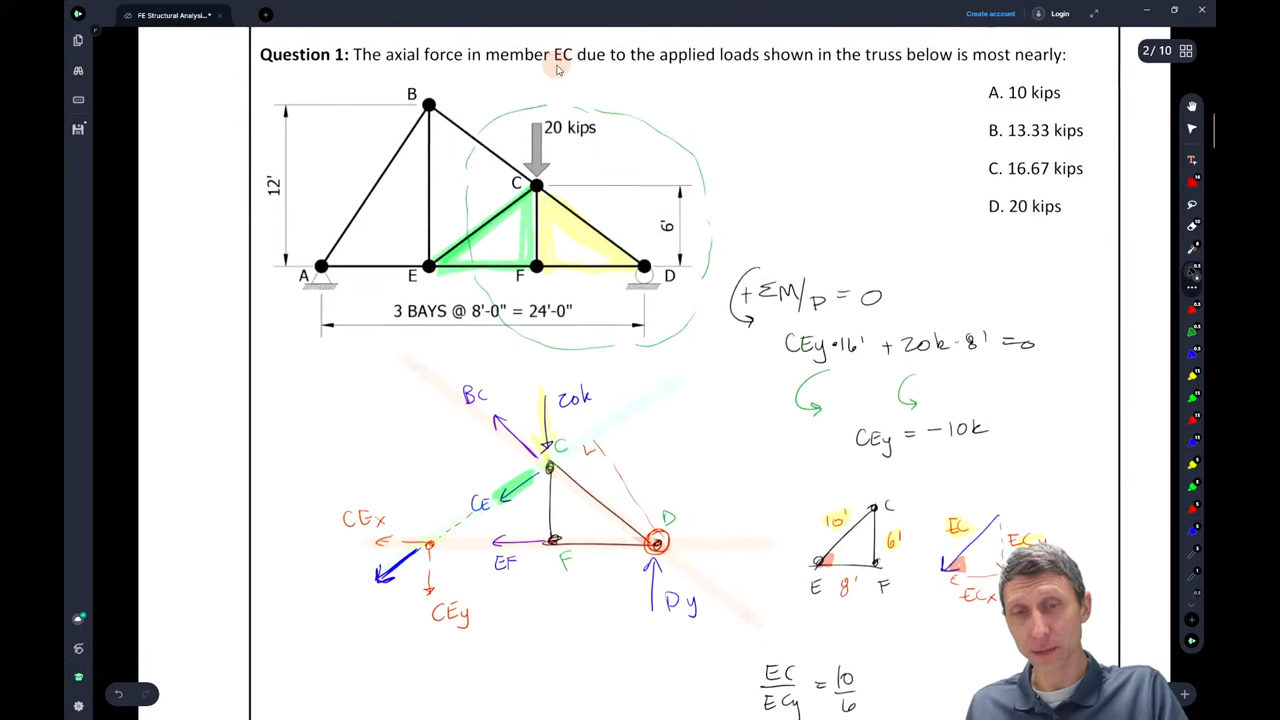 FE Structural Analysi...*
Create account
Login
2/10
Question 1: The axial force in member EC due to the applied loads shown in the truss below is most nearly:
A. 10 kips
B. 13.33 kips
C. 16.67 kips
D. 20 kips
B
20 kips
C
12'
6'
A
E
F
D
3 BAYS @ 8'-0" = 24'-0"
+ΣM/D = 0
CEy·16' + 20k·8' = 0
CEy = -10k
BC
20k
C
CE
D
CEx
EF
F
CEy
Dy
10'
C
6'
E
8'
F
EC
ECx
EC/ECy = 10/6